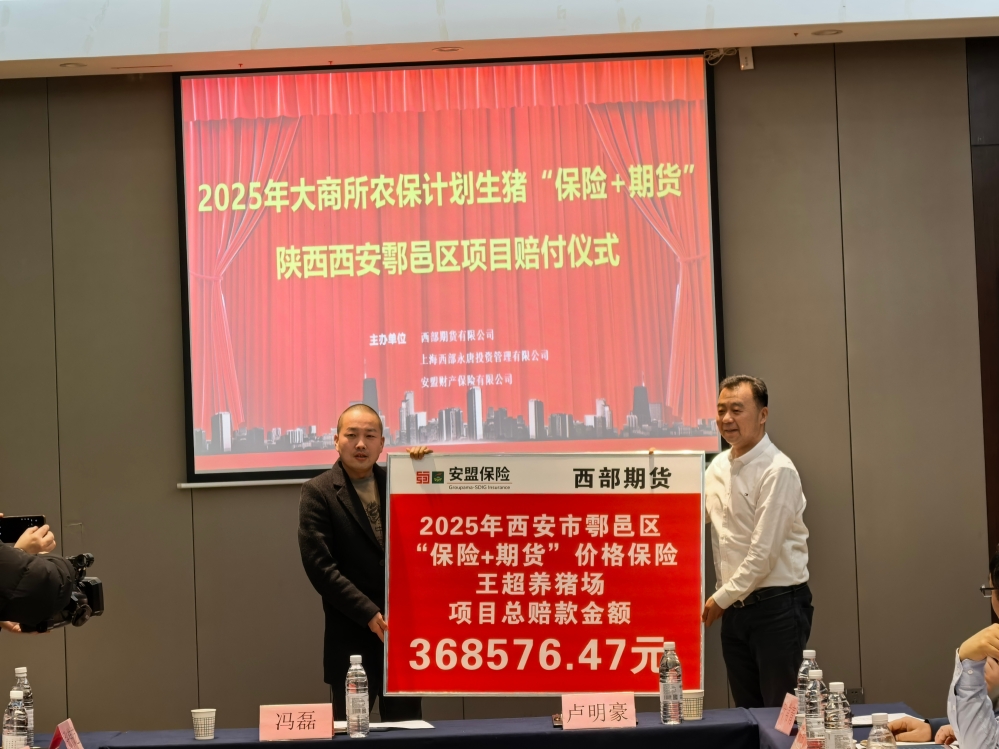 2025年大商所农保计划生猪“保险+期货”
陕西西安鄠邑区项目赔付仪式
主办单位 西部期货有限公司
上海西部永唐投资管理有限公司
安盟财产保险有限公司
安盟保险 西部期货
Groupama-SDIG Insurance
2025年西安市鄠邑区
“保险+期货”价格保险
王超养猪场
项目总赔款金额
368576.47元
冯磊 卢明豪